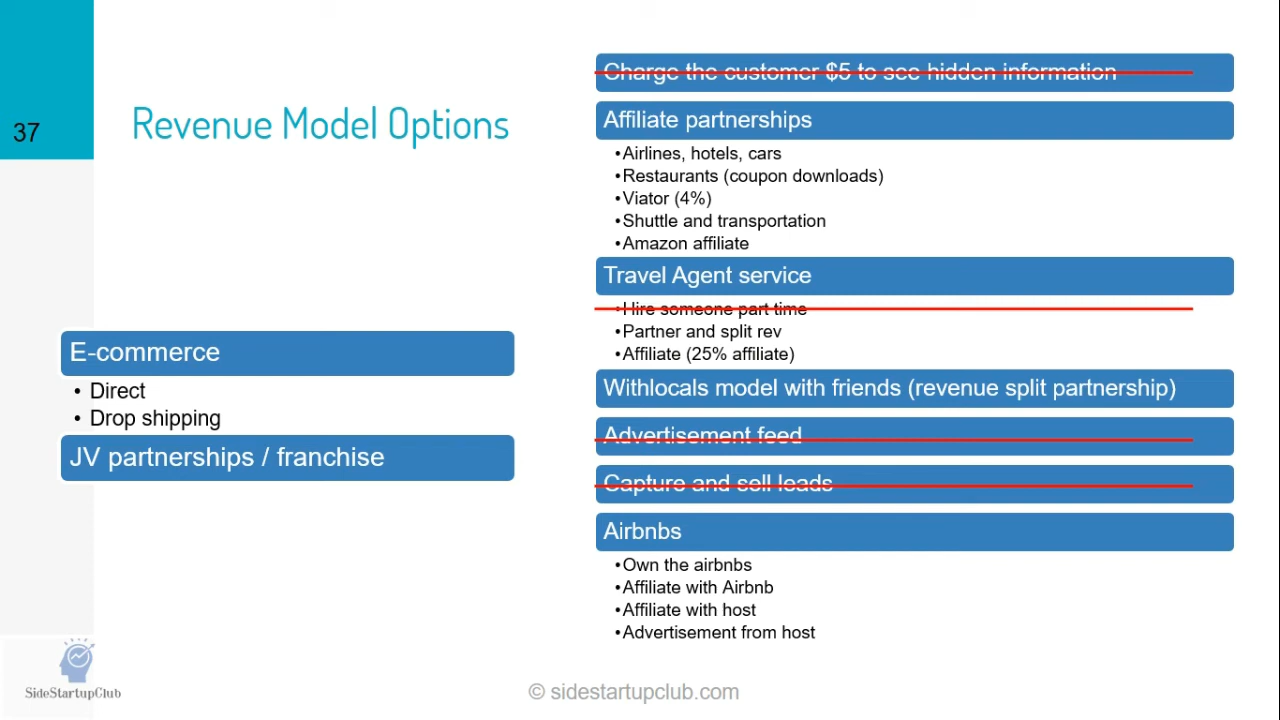 37
Revenue Model Options
E-commerce
• Direct
• Drop shipping
JV partnerships / franchise
Charge the customer $5 to see hidden information
Affiliate partnerships
•Airlines, hotels, cars
•Restaurants (coupon downloads)
•Viator (4%)
•Shuttle and transportation
•Amazon affiliate
Travel Agent service
•Hire someone part time
•Partner and split rev
•Affiliate (25% affiliate)
Withlocals model with friends (revenue split partnership)
Advertisement feed
Capture and sell leads
Airbnbs
•Own the airbnbs
•Affiliate with Airbnb
•Affiliate with host
•Advertisement from host
SideStartupClub
© sidestartupclub.com